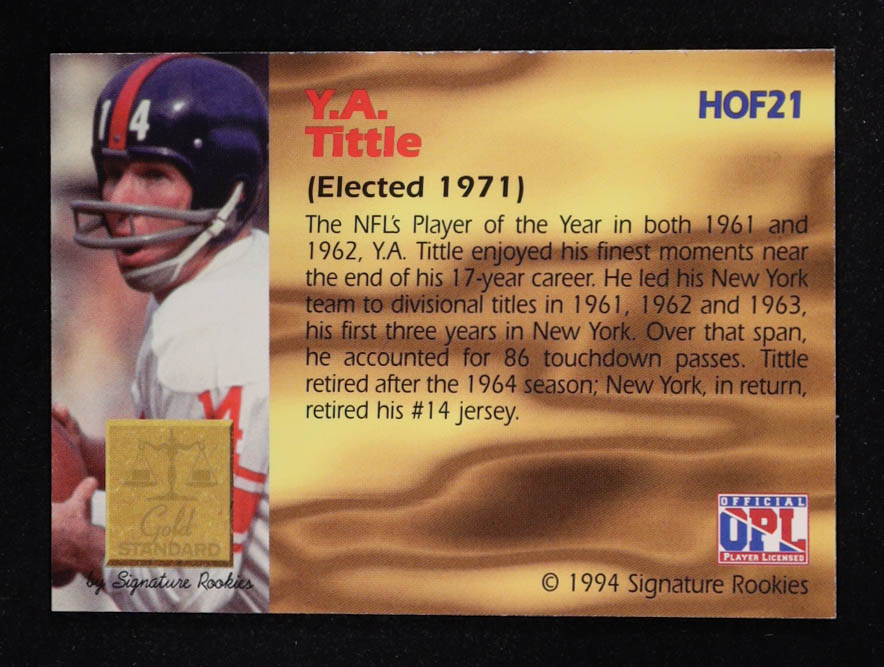 Y.A.
Tittle
HOF21
(Elected 1971)
The NFL's Player of the Year in both 1961 and
1962, Y.A. Tittle enjoyed his finest moments near
the end of his 17-year career. He led his New York
team to divisional titles in 1961, 1962 and 1963,
his first three years in New York. Over that span,
he accounted for 86 touchdown passes. Tittle
retired after the 1964 season; New York, in return,
retired his #14 jersey.
14
14
Gold
STANDARD
by Signature Rookies
OFFICIAL
OPL
PLAYER LICENSED
© 1994 Signature Rookies